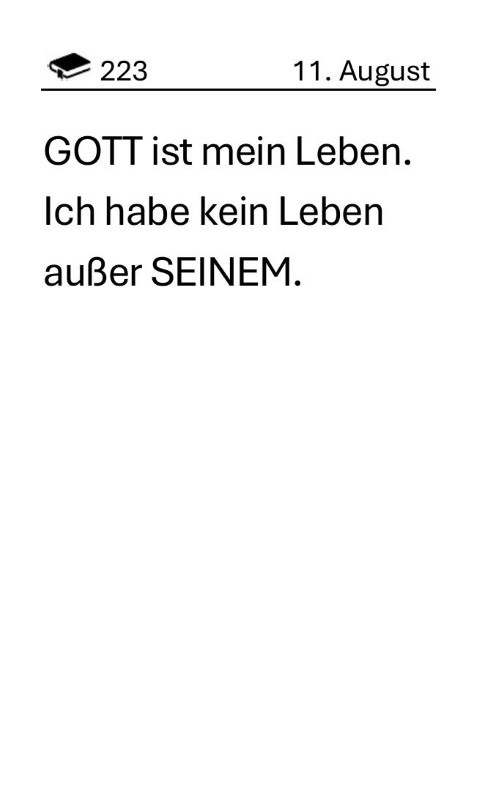 223 11. August
GOTT ist mein Leben.
Ich habe kein Leben
außer SEINEM.